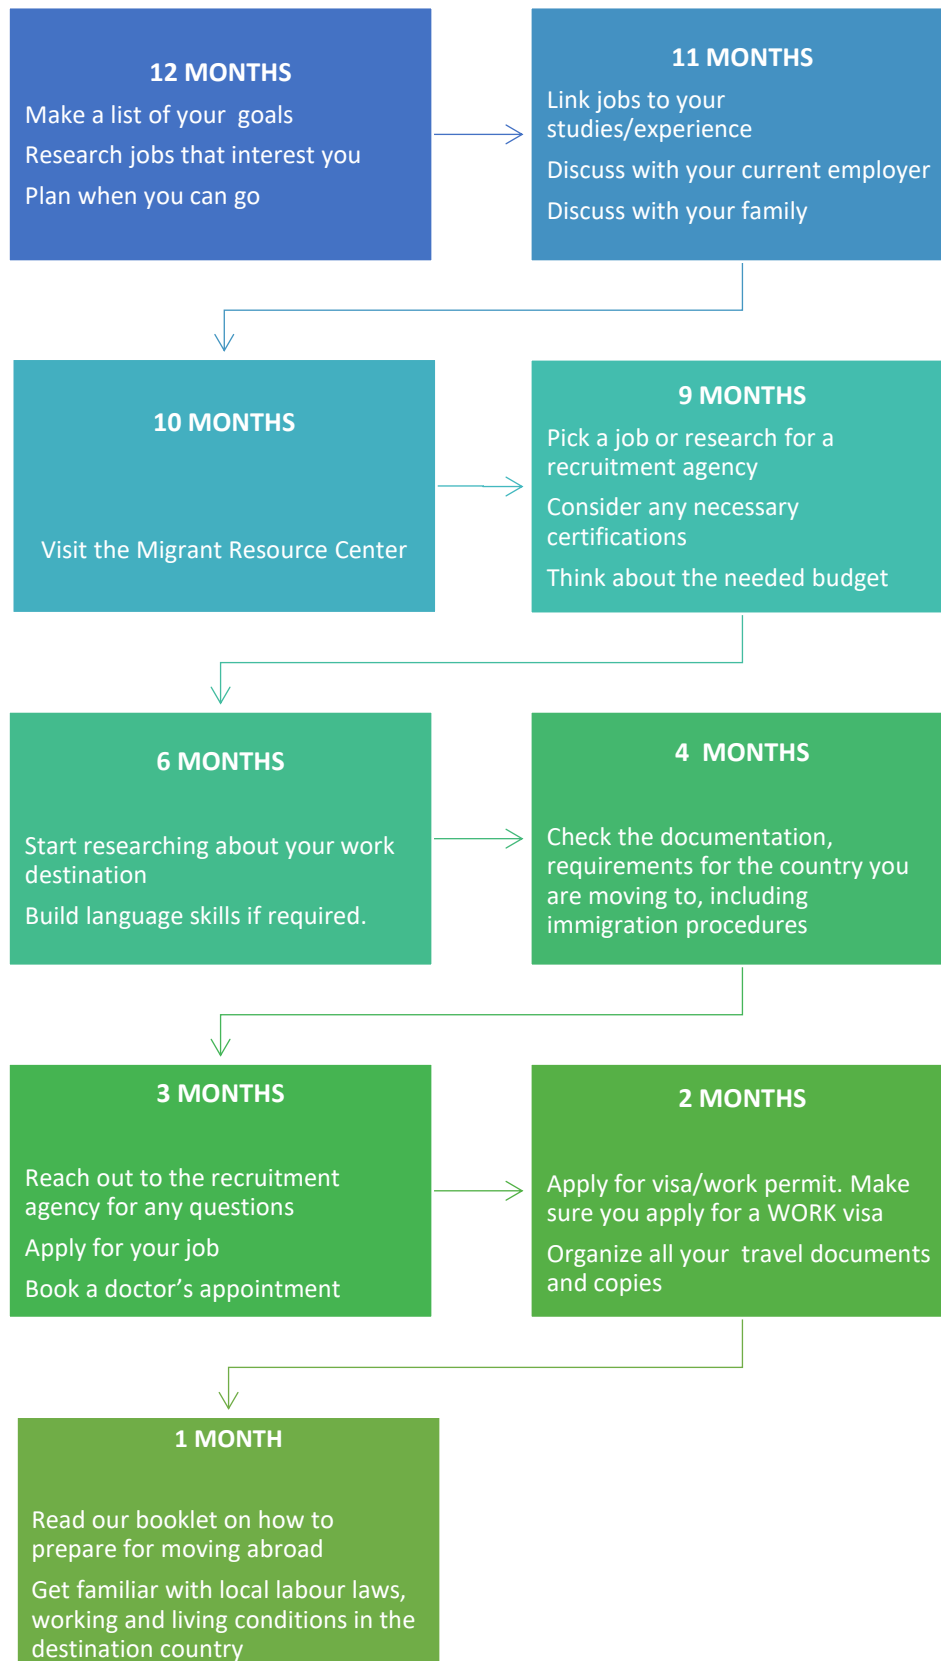 12 MONTHS
Make a list of your  goals
Research jobs that interest you
Plan when you can go
11 MONTHS
Link jobs to your
studies/experience
Discuss with your current employer
Discuss with your family
10 MONTHS
Visit the Migrant Resource Center
9 MONTHS
Pick a job or research for a
recruitment agency
Consider any necessary
certifications
Think about the needed budget
6 MONTHS
Start researching about your work
destination
Build language skills if required.
4  MONTHS
Check the documentation,
requirements for the country you
are moving to, including
immigration procedures
3 MONTHS
Reach out to the recruitment
agency for any questions
Apply for your job
Book a doctor’s appointment
2 MONTHS
Apply for visa/work permit. Make
sure you apply for a WORK visa
Organize all your  travel documents
and copies
1 MONTH
Read our booklet on how to
prepare for moving abroad
Get familiar with local labour laws,
working and living conditions in the
destination country